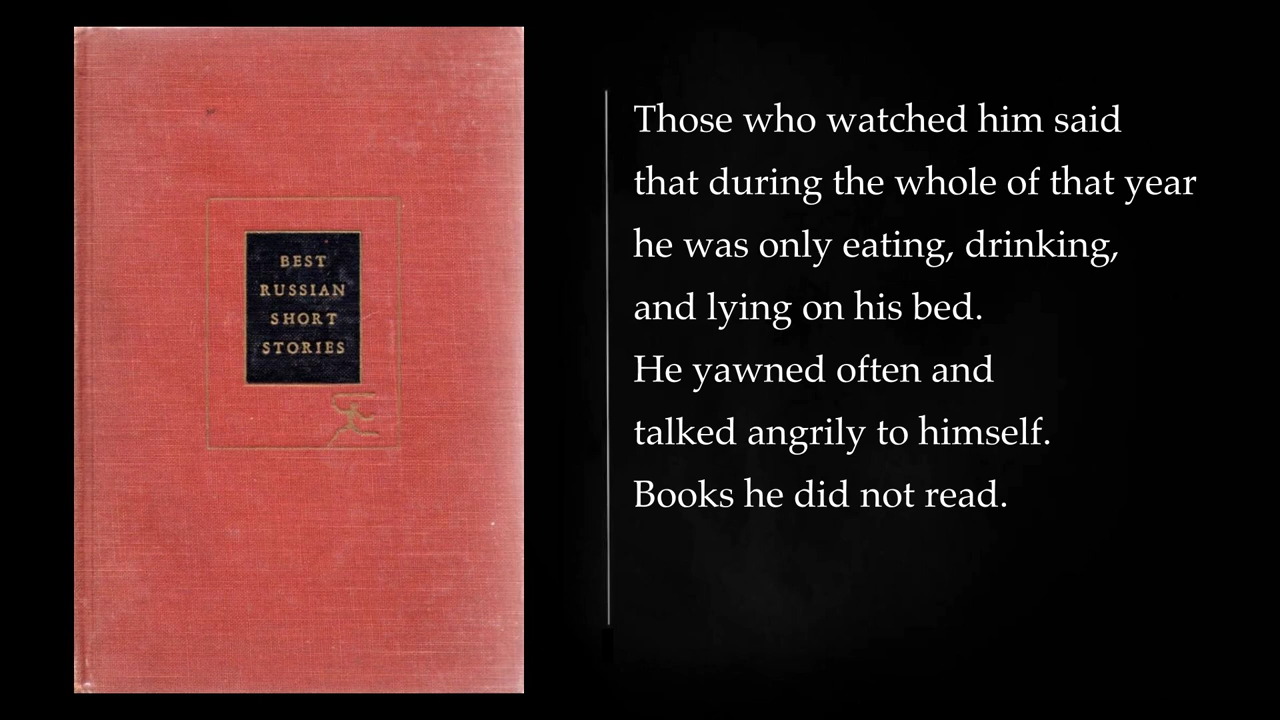 BEST
RUSSIAN
SHORT
STORIES
Those who watched him said
that during the whole of that year
he was only eating, drinking,
and lying on his bed.
He yawned often and
talked angrily to himself.
Books he did not read.